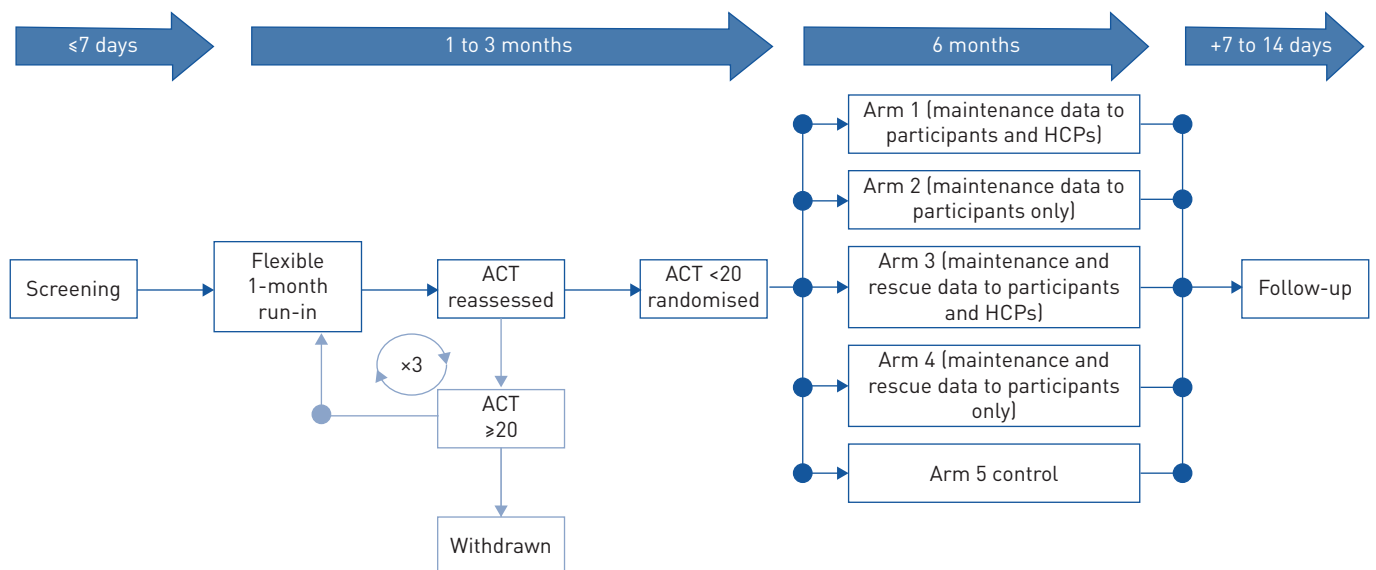 ⩽7 days
1 to 3 months
6 months
+7 to 14 days
Screening
Flexible
1-month
run-in
ACT
reassessed
×3
ACT
⩾20
Withdrawn
ACT <20
randomised
Arm 1 (maintenance data to
participants and HCPs)
Arm 2 (maintenance data to
participants only)
Arm 3 (maintenance and
rescue data to participants
and HCPs)
Arm 4 (maintenance and
rescue data to participants
only)
Arm 5 control
Follow-up